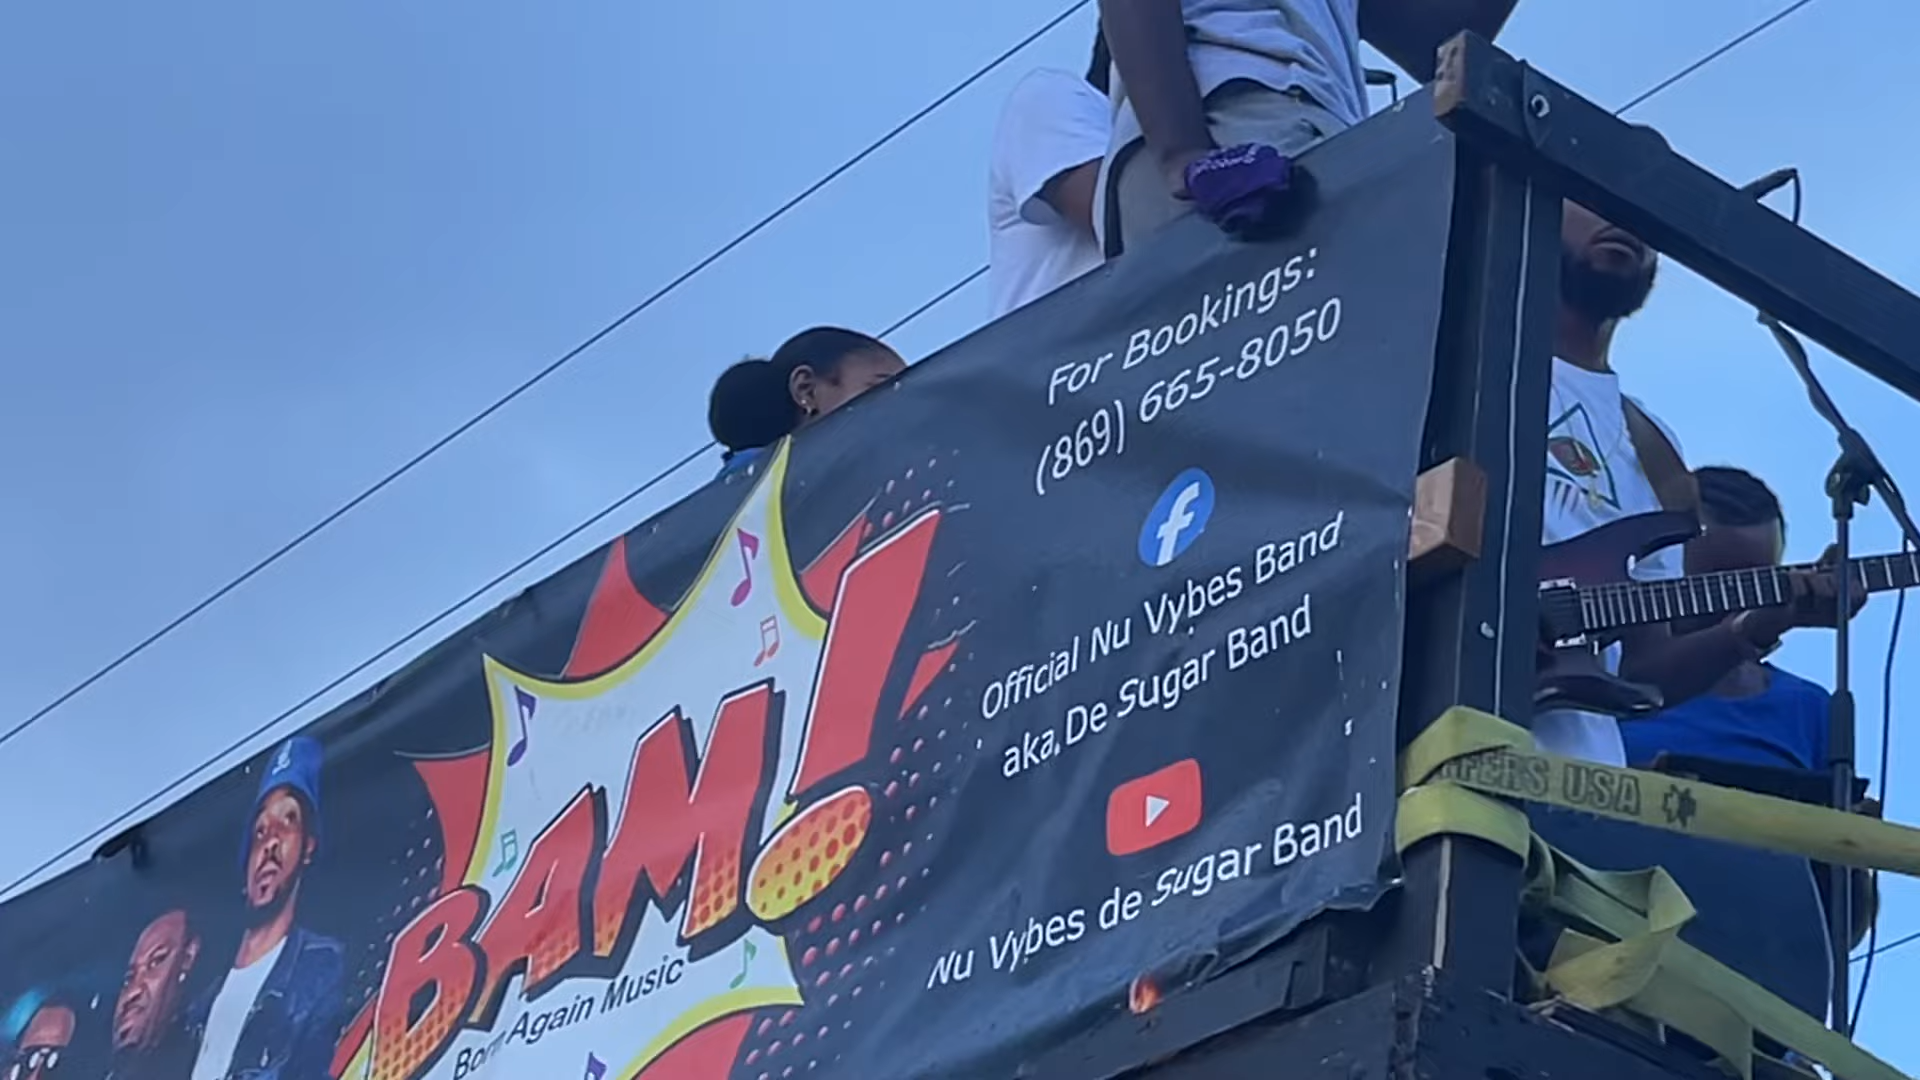 For Bookings:
(869) 665-8050
f
Official Nu Vybes Band
aka. De Sugar Band
Nu Vybes de Sugar Band
BAM!
Born Again Music
USA